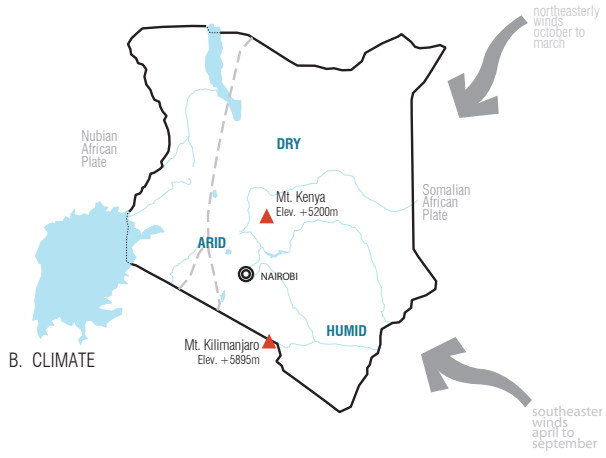 northeasterly
winds
october to
march
Nubian
African
Plate
DRY
Mt. Kenya
Elev. +5200m
Somalian
African
Plate
ARID
NAIROBI
HUMID
Mt. Kilimanjaro
Elev. +5895m
B. CLIMATE
southeaster
winds
april to
september